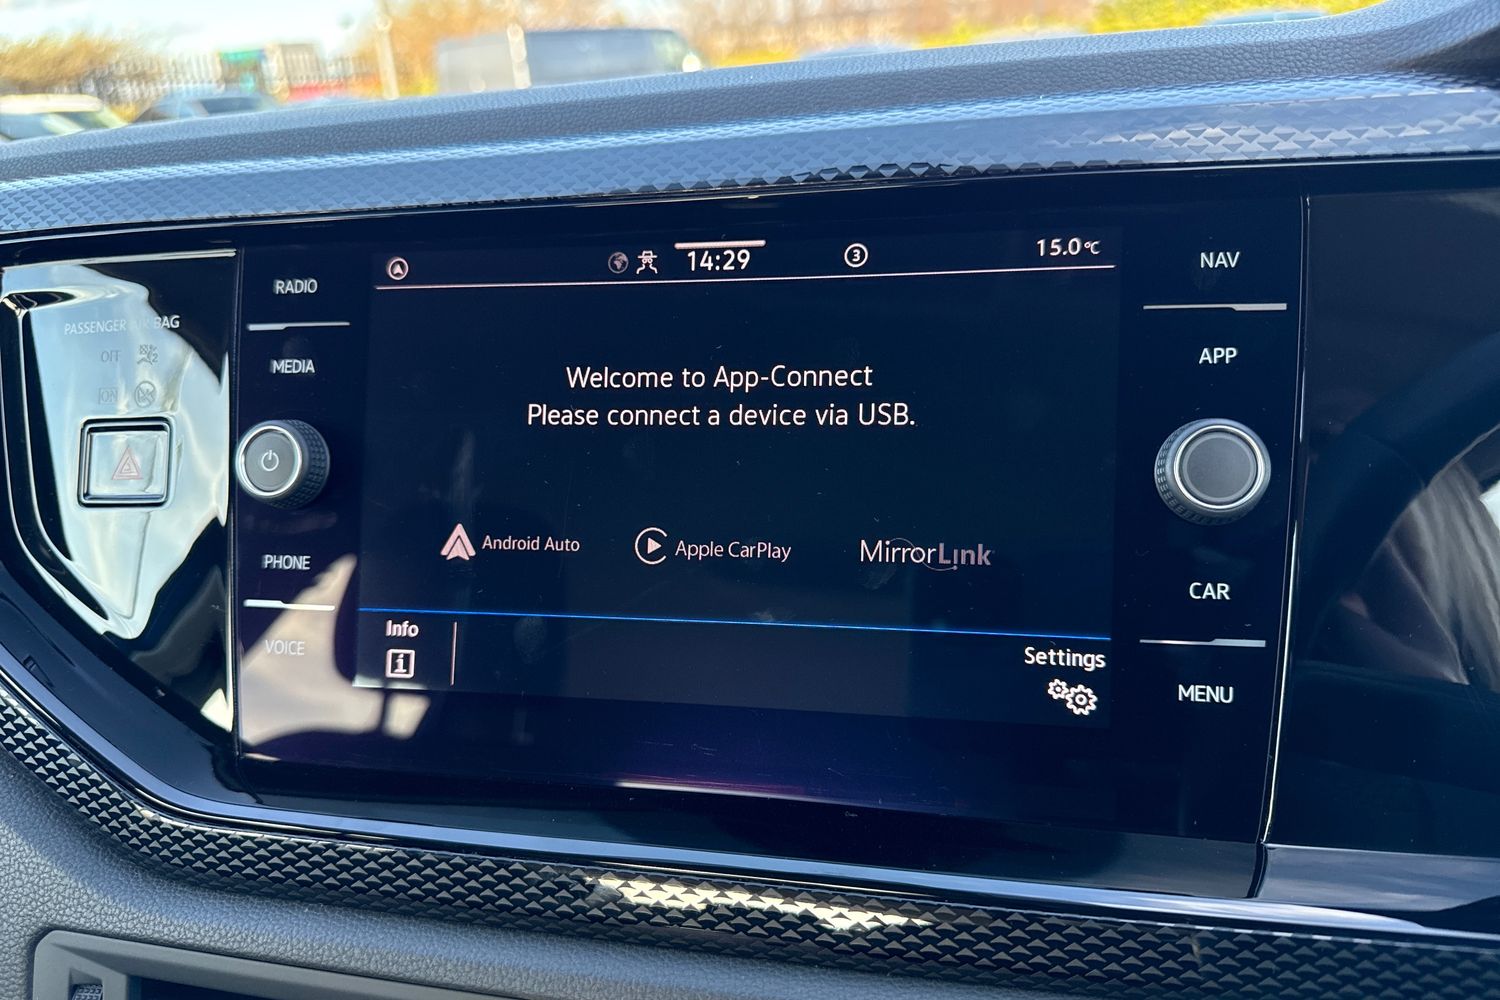 RADIO
MEDIA
PHONE
VOICE
PASSENGER AIR BAG
OFF
ON
14:29
3
15.0°C
Welcome to App-Connect
Please connect a device via USB.
Android Auto
Apple CarPlay
MirrorLink
Info
i
Settings
NAV
APP
CAR
MENU